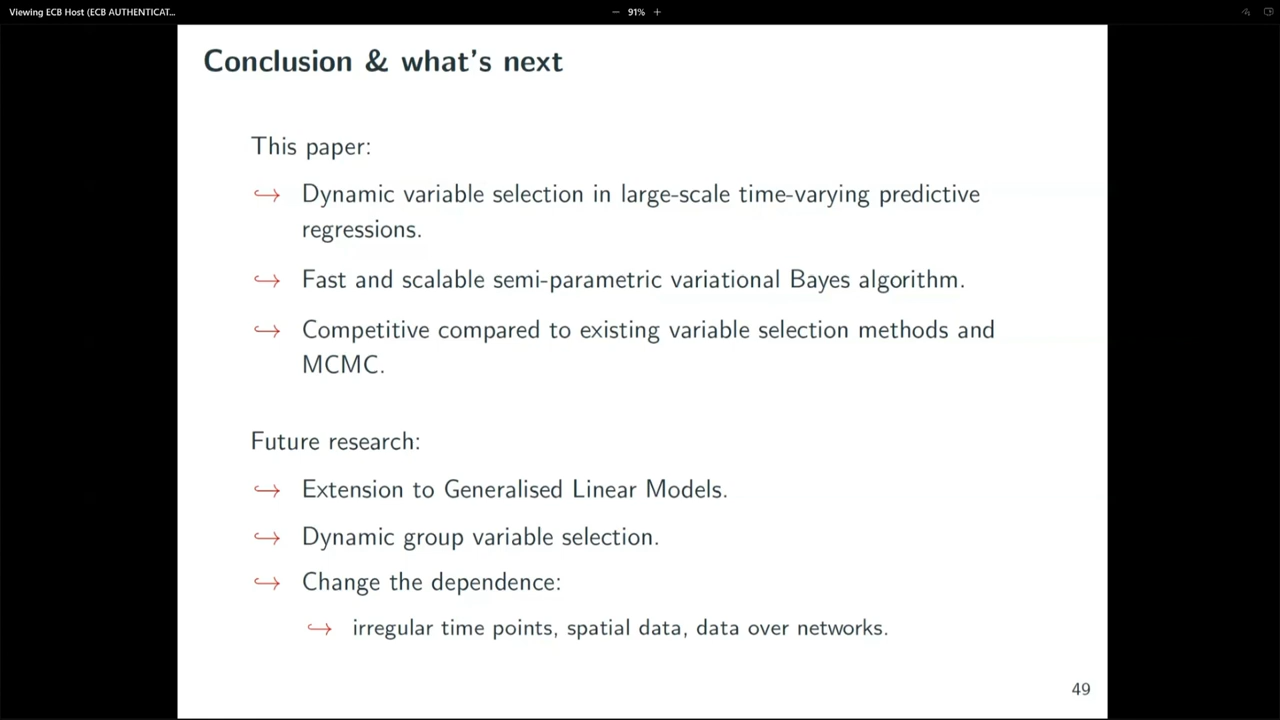 Viewing ECB Host (ECB AUTHENTICAT...
− 91% +
Conclusion & what's next
This paper:
↪ Dynamic variable selection in large-scale time-varying predictive
regressions.
↪ Fast and scalable semi-parametric variational Bayes algorithm.
↪ Competitive compared to existing variable selection methods and
MCMC.
Future research:
↪ Extension to Generalised Linear Models.
↪ Dynamic group variable selection.
↪ Change the dependence:
↪ irregular time points, spatial data, data over networks.
49